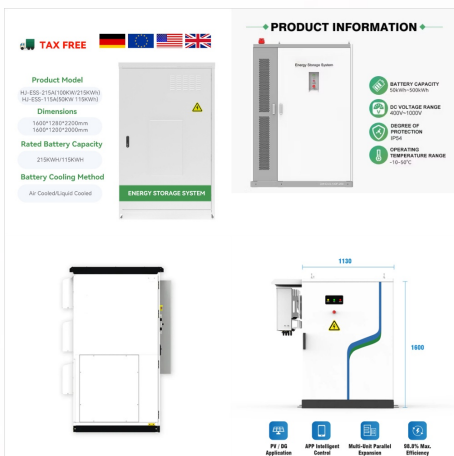 TAX FREE
Product Model
HJ-ESS-215A(100KW/215KWh)
HJ-ESS-115A(50KW 115KWh)
Dimensions
1600*1280*2200mm
1600*1200*2000mm
Rated Battery Capacity
215KWH/115KWH
Battery Cooling Method
Air Cooled/Liquid Cooled
ENERGY STORAGE SYSTEM
PRODUCT INFORMATION
Energy Storage System
BATTERY CAPACITY
50kWh~500kWh
DC VOLTAGE RANGE
400V~1000V
DEGREE OF
PROTECTION
IP54
OPERATING
TEMPERATURE RANGE
-10-50°C
1130
1600
PV / DG
Application
APP Intelligent
Control
Multi-Unit Parallel
Expansion
98.8% Max.
Efficiency